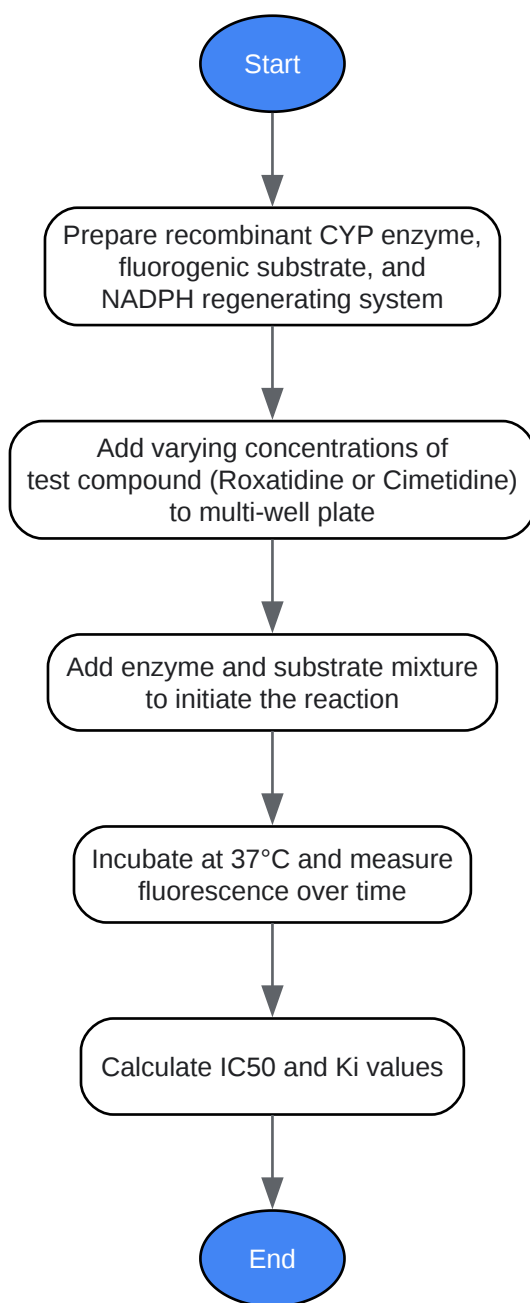 Start
Prepare recombinant CYP enzyme,
fluorogenic substrate, and
NADPH regenerating system
Add varying concentrations of
test compound (Roxatidine or Cimetidine)
to multi-well plate
Add enzyme and substrate mixture
to initiate the reaction
Incubate at 37°C and measure
fluorescence over time
Calculate IC50 and Ki values
End